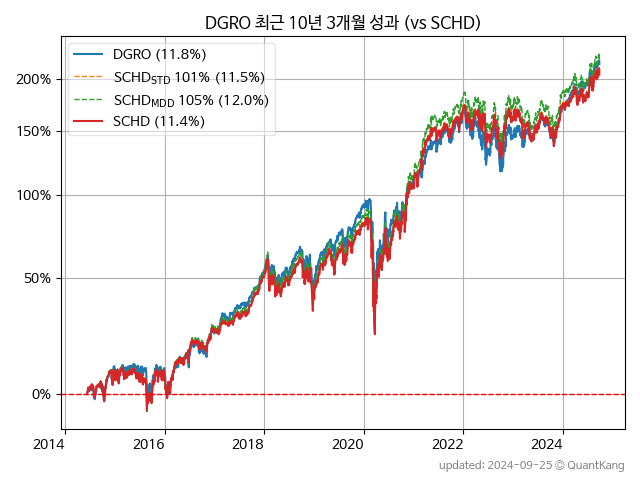 DGRO 최근 10년 3개월 성과 (vs SCHD)
DGRO (11.8%)
SCHD_STD 101% (11.5%)
SCHD_MDD 105% (12.0%)
SCHD (11.4%)
200%
150%
100%
50%
0%
2014 2016 2018 2020 2022 2024
updated: 2024-09-25 © QuantKang